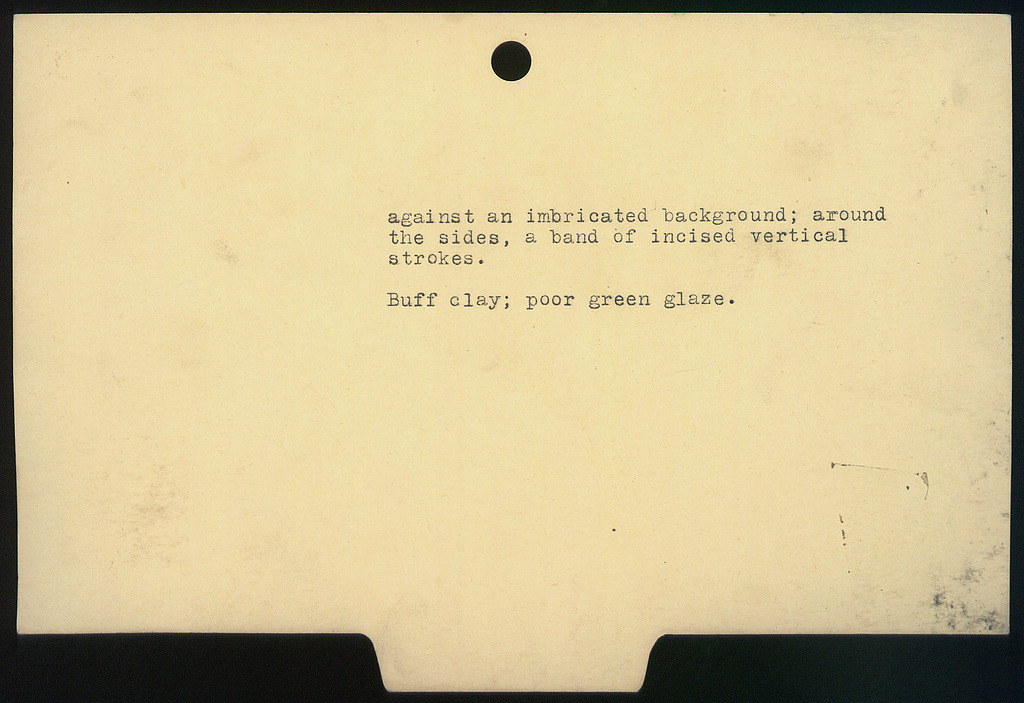 against an imbricated background; around
the sides, a band of incised vertical
strokes.
Buff clay; poor green glaze.